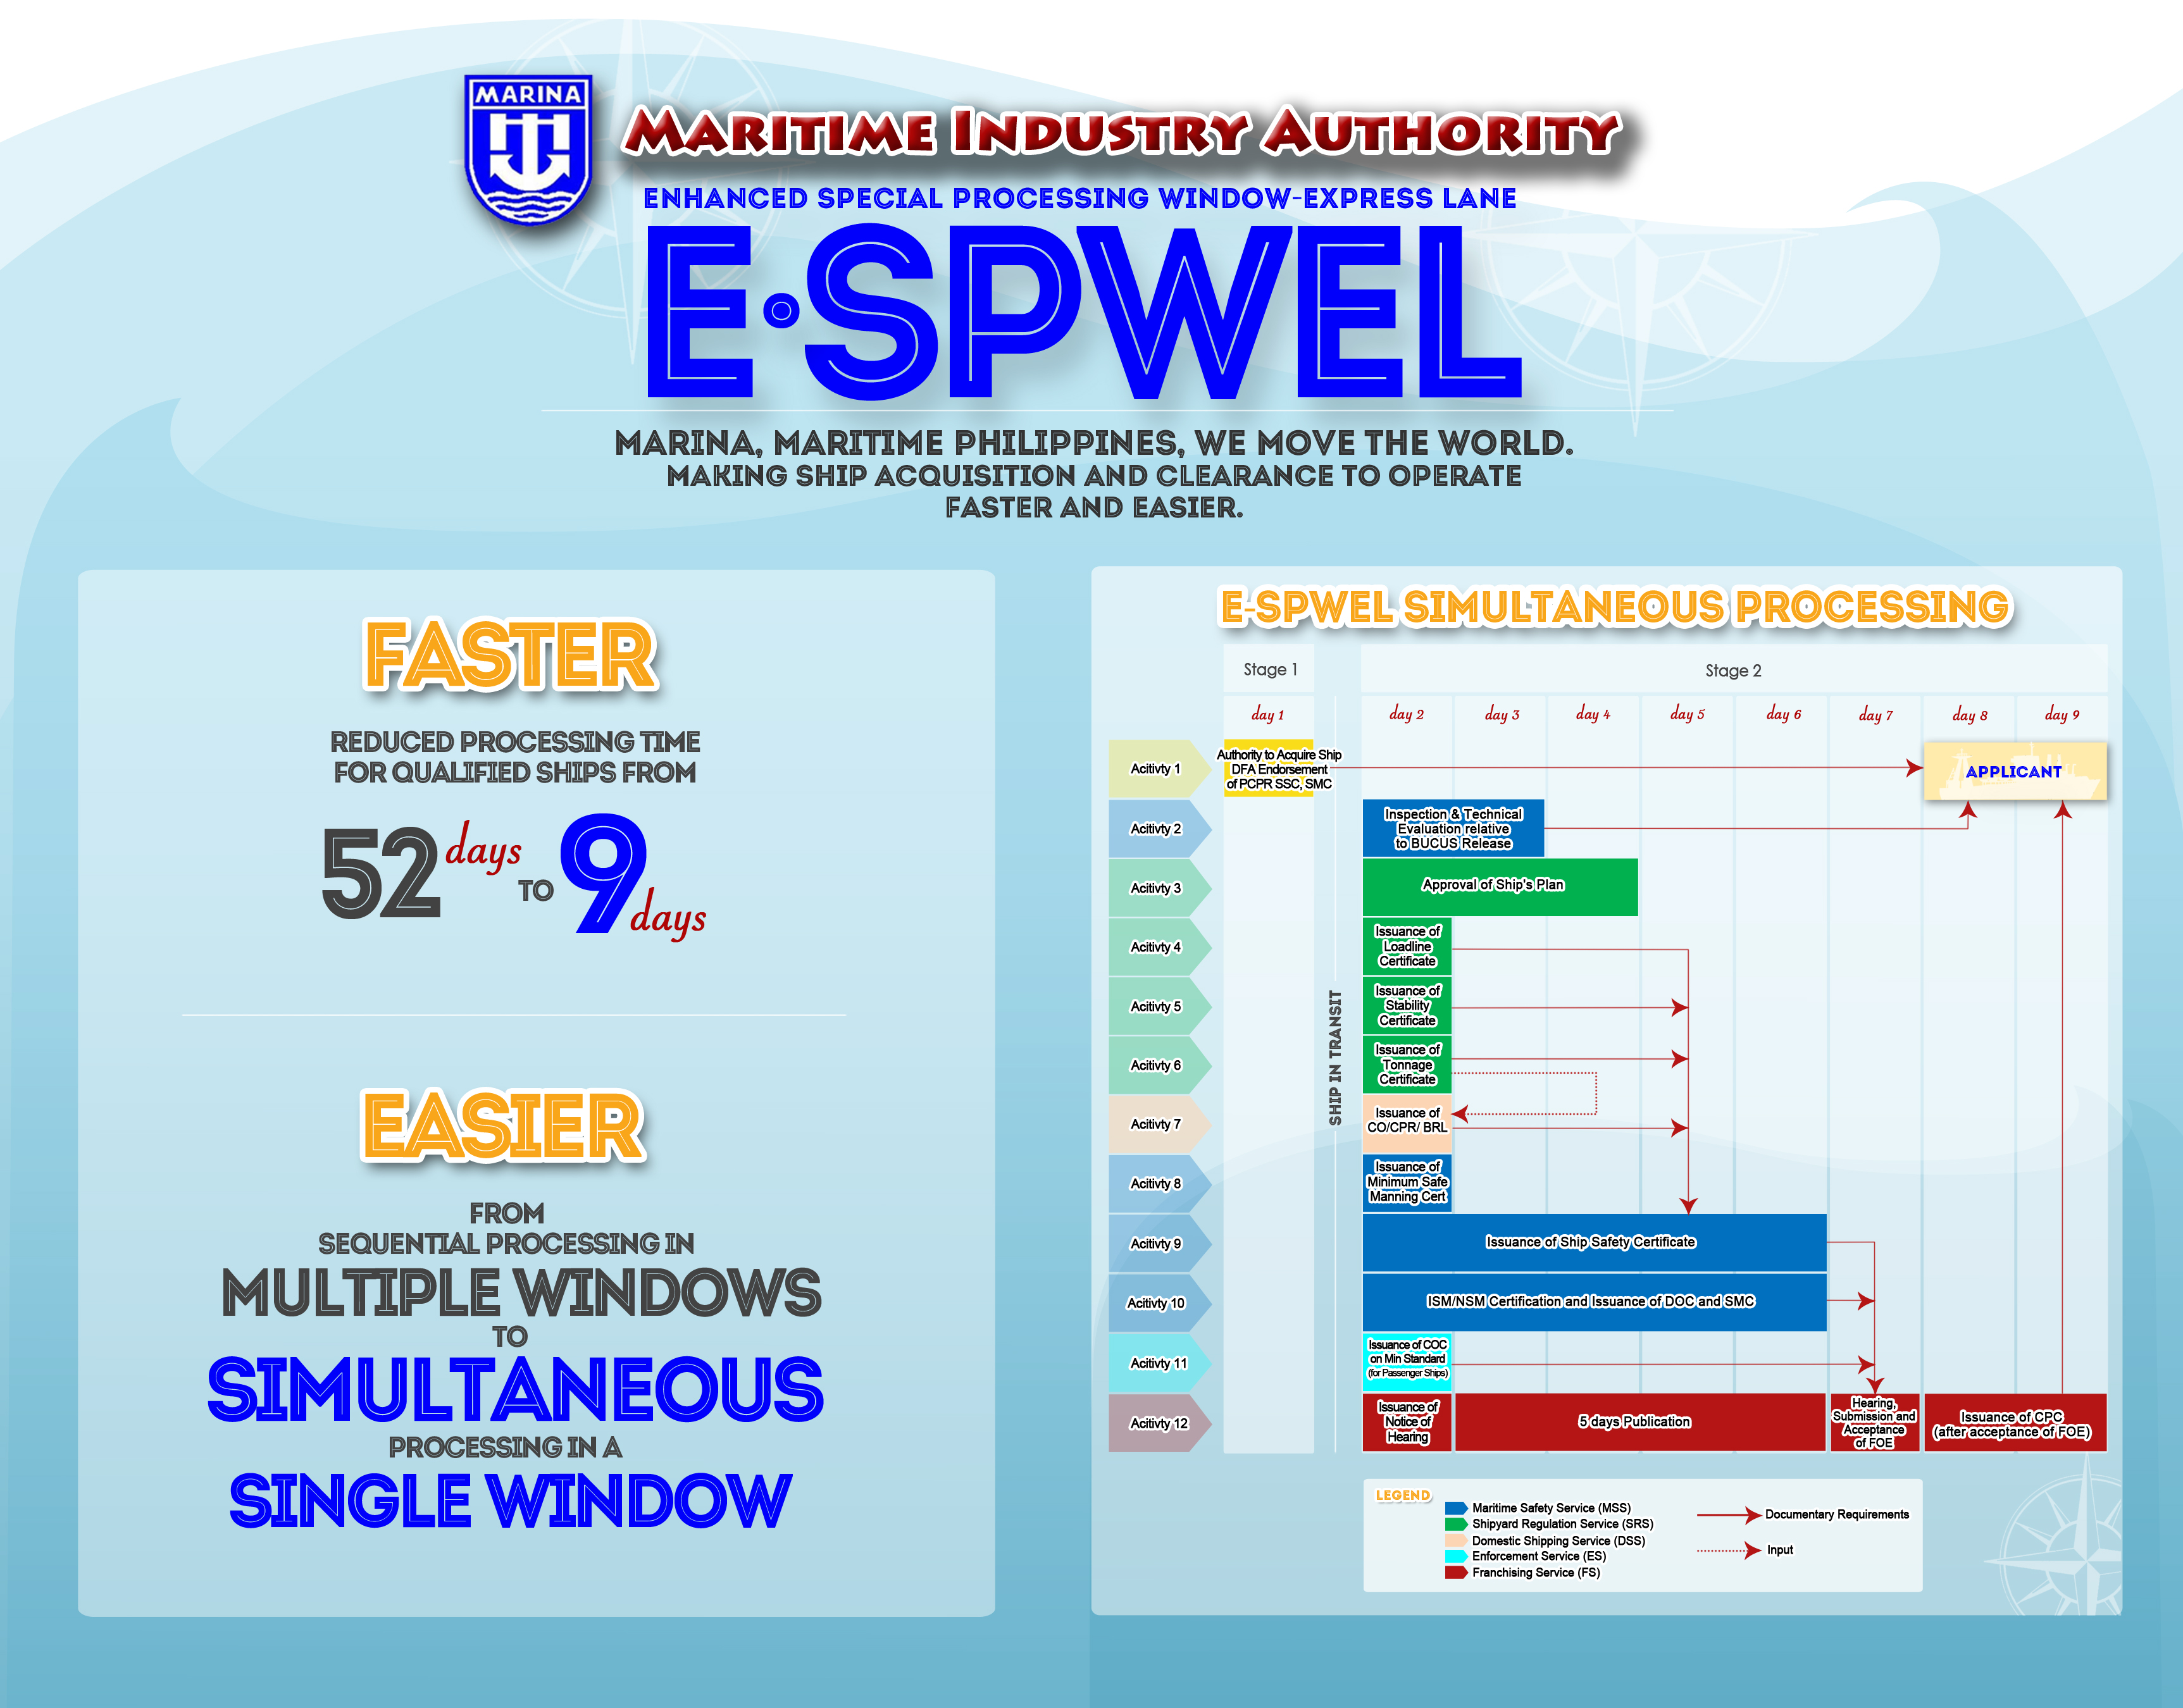 MARINA
MARITIME INDUSTRY AUTHORITY
ENHANCED SPECIAL PROCESSING WINDOW-EXPRESS LANE
E·SPWEL
MARINA, MARITIME PHILIPPINES, WE MOVE THE WORLD.
MAKING SHIP ACQUISITION AND CLEARANCE TO OPERATE
FASTER AND EASIER.
FASTER
REDUCED PROCESSING TIME
FOR QUALIFIED SHIPS FROM
52 days TO 9 days
EASIER
FROM
SEQUENTIAL PROCESSING IN
MULTIPLE WINDOWS
TO
SIMULTANEOUS
PROCESSING IN A
SINGLE WINDOW
E-SPWEL SIMULTANEOUS PROCESSING
Stage 1
Stage 2
day 1
day 2
day 3
day 4
day 5
day 6
day 7
day 8
day 9
SHIP IN TRANSIT
Acitivty 1
Authority to Acquire Ship
DFA Endorsement
of PCPR SSC, SMC
APPLICANT
Acitivty 2
Inspection & Technical
Evaluation relative
to BUCUS Release
Acitivty 3
Approval of Ship's Plan
Acitivty 4
Issuance of
Loadline
Certificate
Acitivty 5
Issuance of
Stability
Certificate
Acitivty 6
Issuance of
Tonnage
Certificate
Acitivty 7
Issuance of
CO/CPR/ BRL
Acitivty 8
Issuance of
Minimum Safe
Manning Cert
Acitivty 9
Issuance of Ship Safety Certificate
Acitivty 10
ISM/NSM Certification and Issuance of DOC and SMC
Acitivty 11
Issuance of COC
on Min Standard
(for Passenger Ships)
Acitivty 12
Issuance of
Notice of
Hearing
5 days Publication
Hearing,
Submission and
Acceptance
of FOE
Issuance of CPC
(after acceptance of FOE)
LEGEND
Maritime Safety Service (MSS)
Shipyard Regulation Service (SRS)
Domestic Shipping Service (DSS)
Enforcement Service (ES)
Franchising Service (FS)
Documentary Requirements
Input